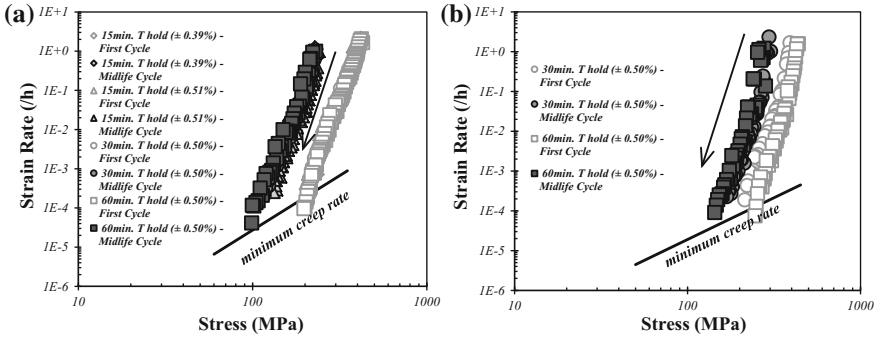 (a)
1E+1
1E+0
1E-1
1E-2
1E-3
1E-4
1E-5
1E-6
Strain Rate (/h)
15min. T hold (± 0.39%) -
First Cycle
15min. T hold (± 0.39%) -
Midlife Cycle
15min. T hold (± 0.51%) -
First Cycle
15min. T hold (± 0.51%) -
Midlife Cycle
30min. T hold (± 0.50%) -
First Cycle
30min. T hold (± 0.50%) -
Midlife Cycle
60min. T hold (± 0.50%) -
First Cycle
60min. T hold (± 0.50%) -
Midlife Cycle
minimum creep rate
10
100
1000
Stress (MPa)
(b)
1E+1
1E+0
1E-1
1E-2
1E-3
1E-4
1E-5
1E-6
Strain Rate (/h)
30min. T hold (± 0.50%) -
First Cycle
30min. T hold (± 0.50%) -
Midlife Cycle
60min. T hold (± 0.50%) -
First Cycle
60min. T hold (± 0.50%) -
Midlife Cycle
minimum creep rate
10
100
1000
Stress (MPa)